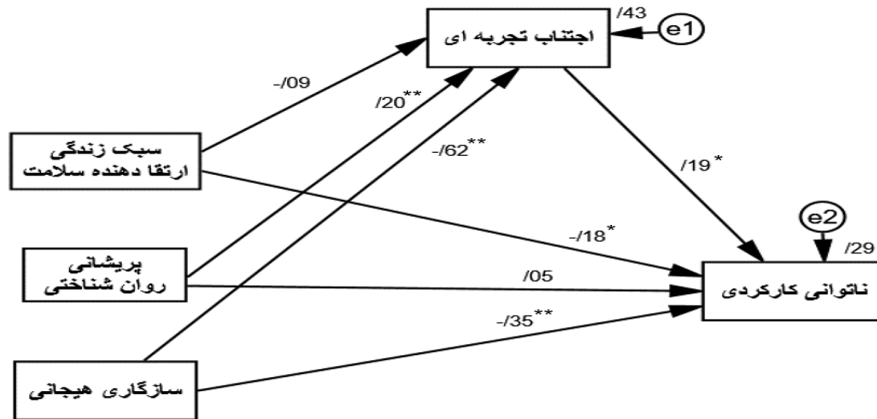 /43
e1
اجتناب تجربه ای
-/09
/20**
-/62**
سبک زندگی
ارتقا دهنده سلامت
/19*
e2
-/18*
/29
پریشانی
روان شناختی
/05
ناتوانی کارکردی
-/35**
سازگاری هیجانی